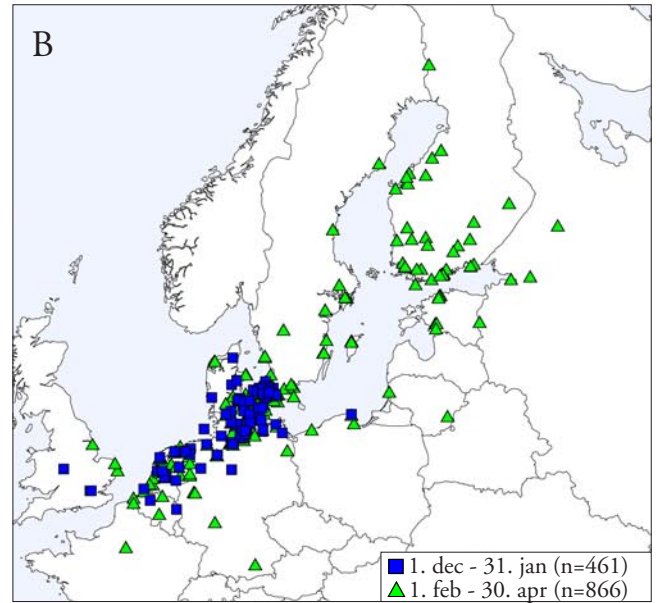 B
1. dec - 31. jan (n=461)
1. feb - 30. apr (n=866)